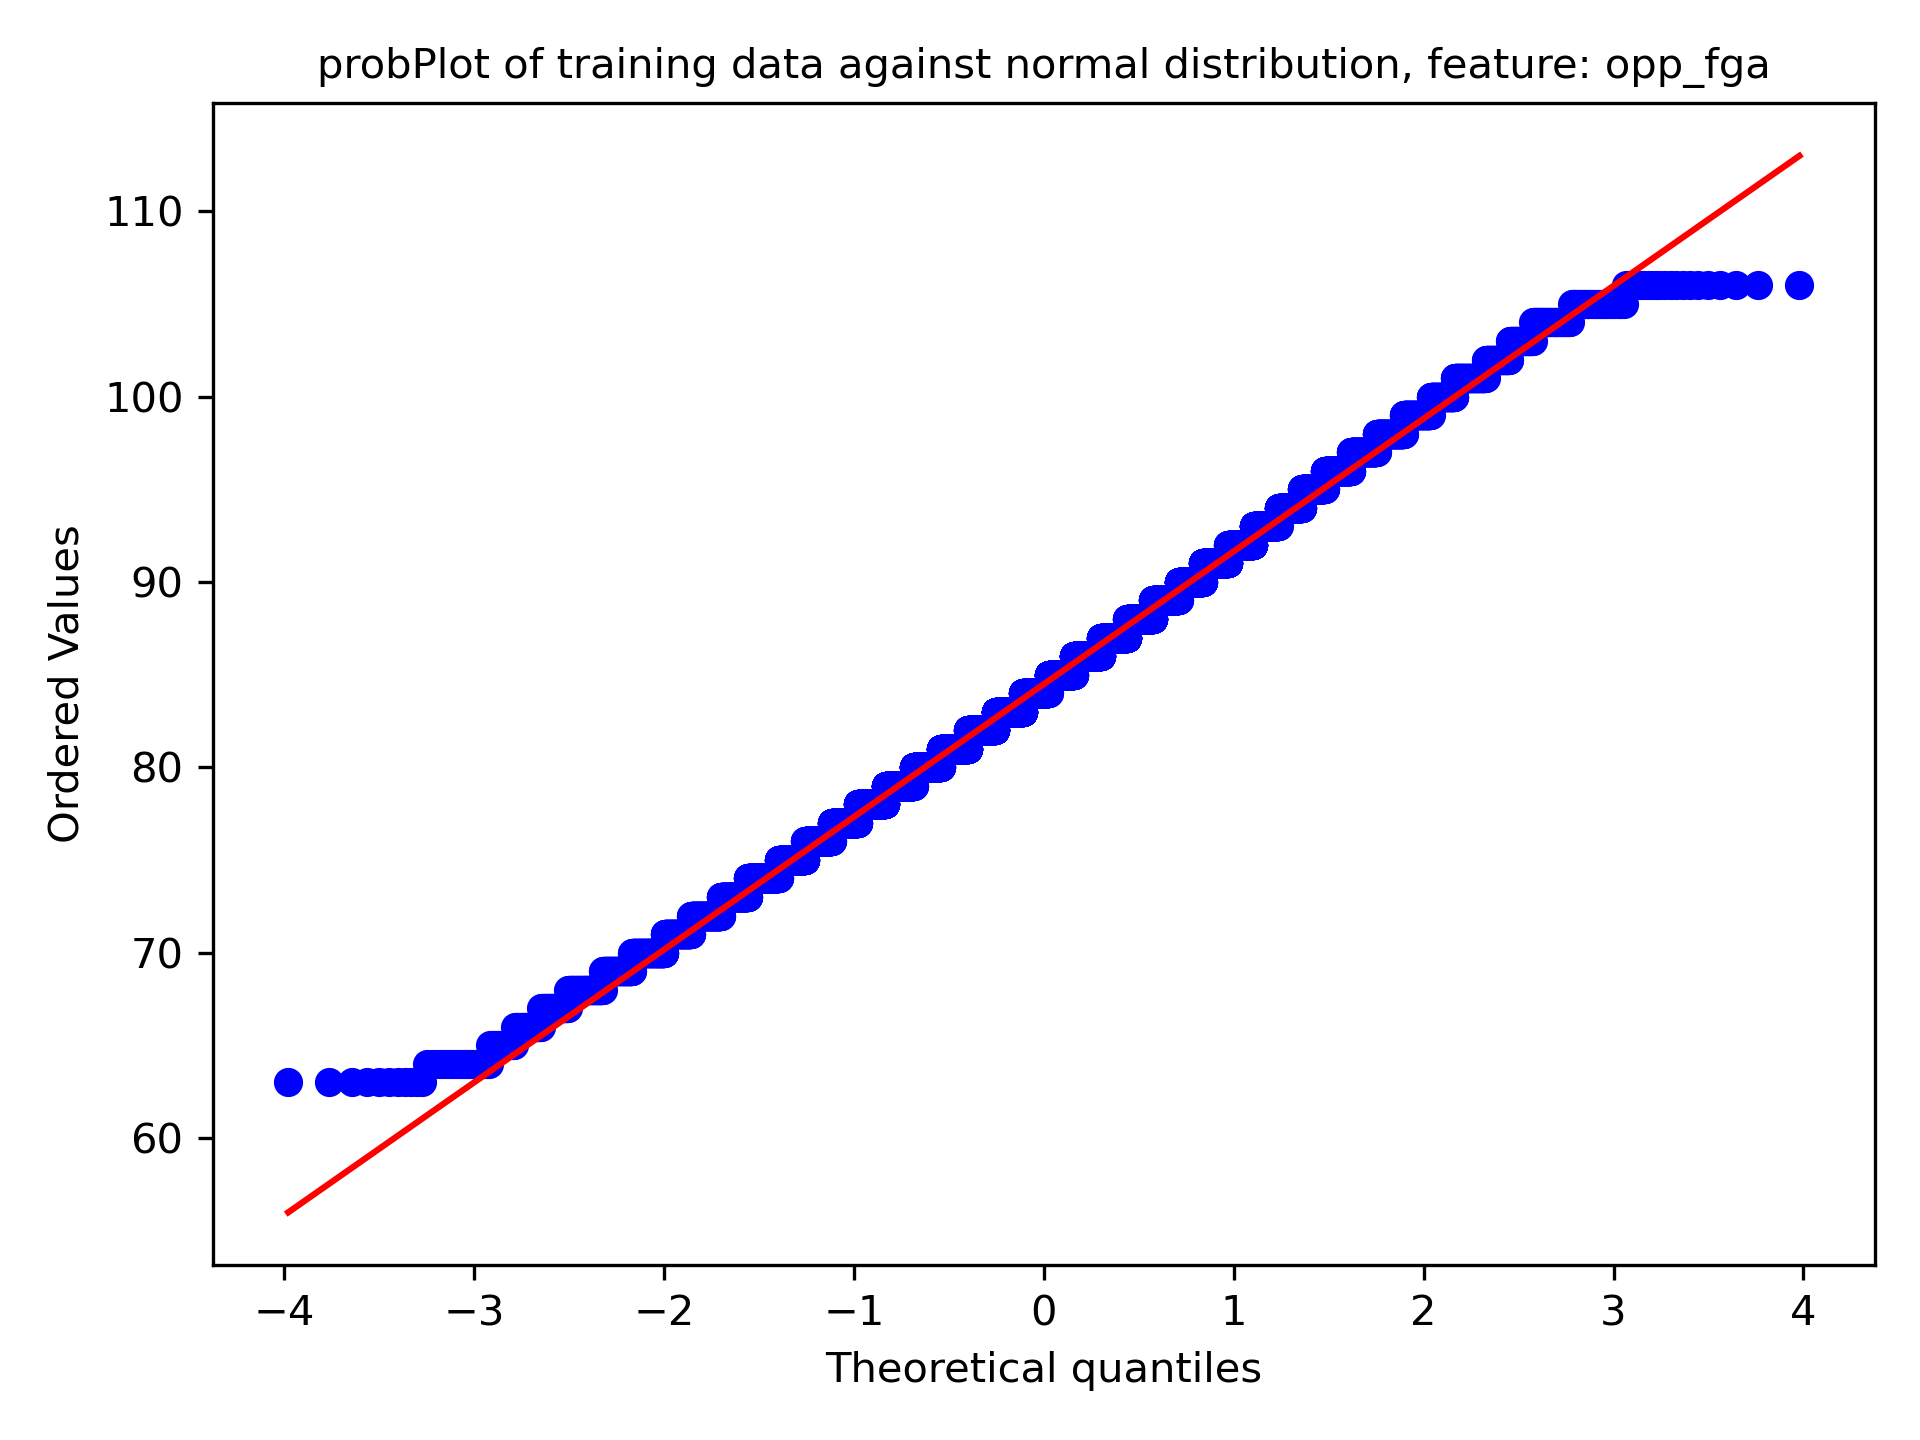 probPlot of training data against normal distribution, feature: opp_fga
110
100
90
80
70
60
Ordered Values
−4 −3 −2 −1 0 1 2 3 4
Theoretical quantiles